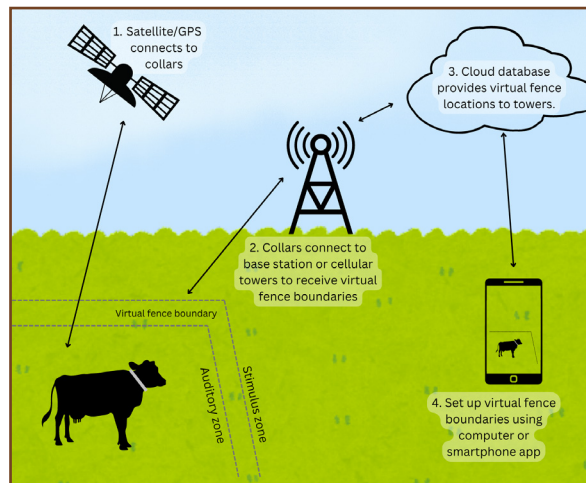 1. Satellite/GPS
connects to
collars
3. Cloud database
provides virtual fence
locations to towers.
2. Collars connect to
base station or cellular
towers to receive virtual
fence boundaries
Virtual fence boundary
Auditory zone
Stimulus zone
4. Set up virtual fence
boundaries using
computer or
smartphone app